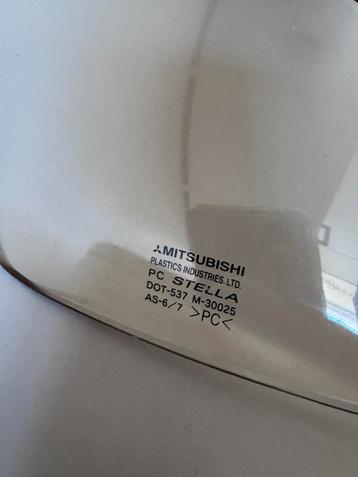 MITSUBISHI
PLASTICS INDUSTRIES, LTD.
PC STELLA
DOT-537 M-30025
AS-6/7 >PC<